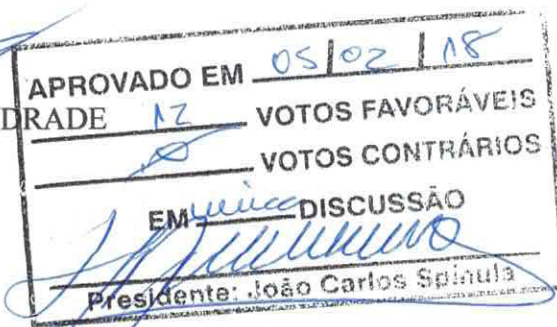 APROVADO EM 05/02/18
DRADE 12 VOTOS FAVORÁVEIS
VOTOS CONTRÁRIOS
EM única DISCUSSÃO
Presidente: João Carlos Spinula